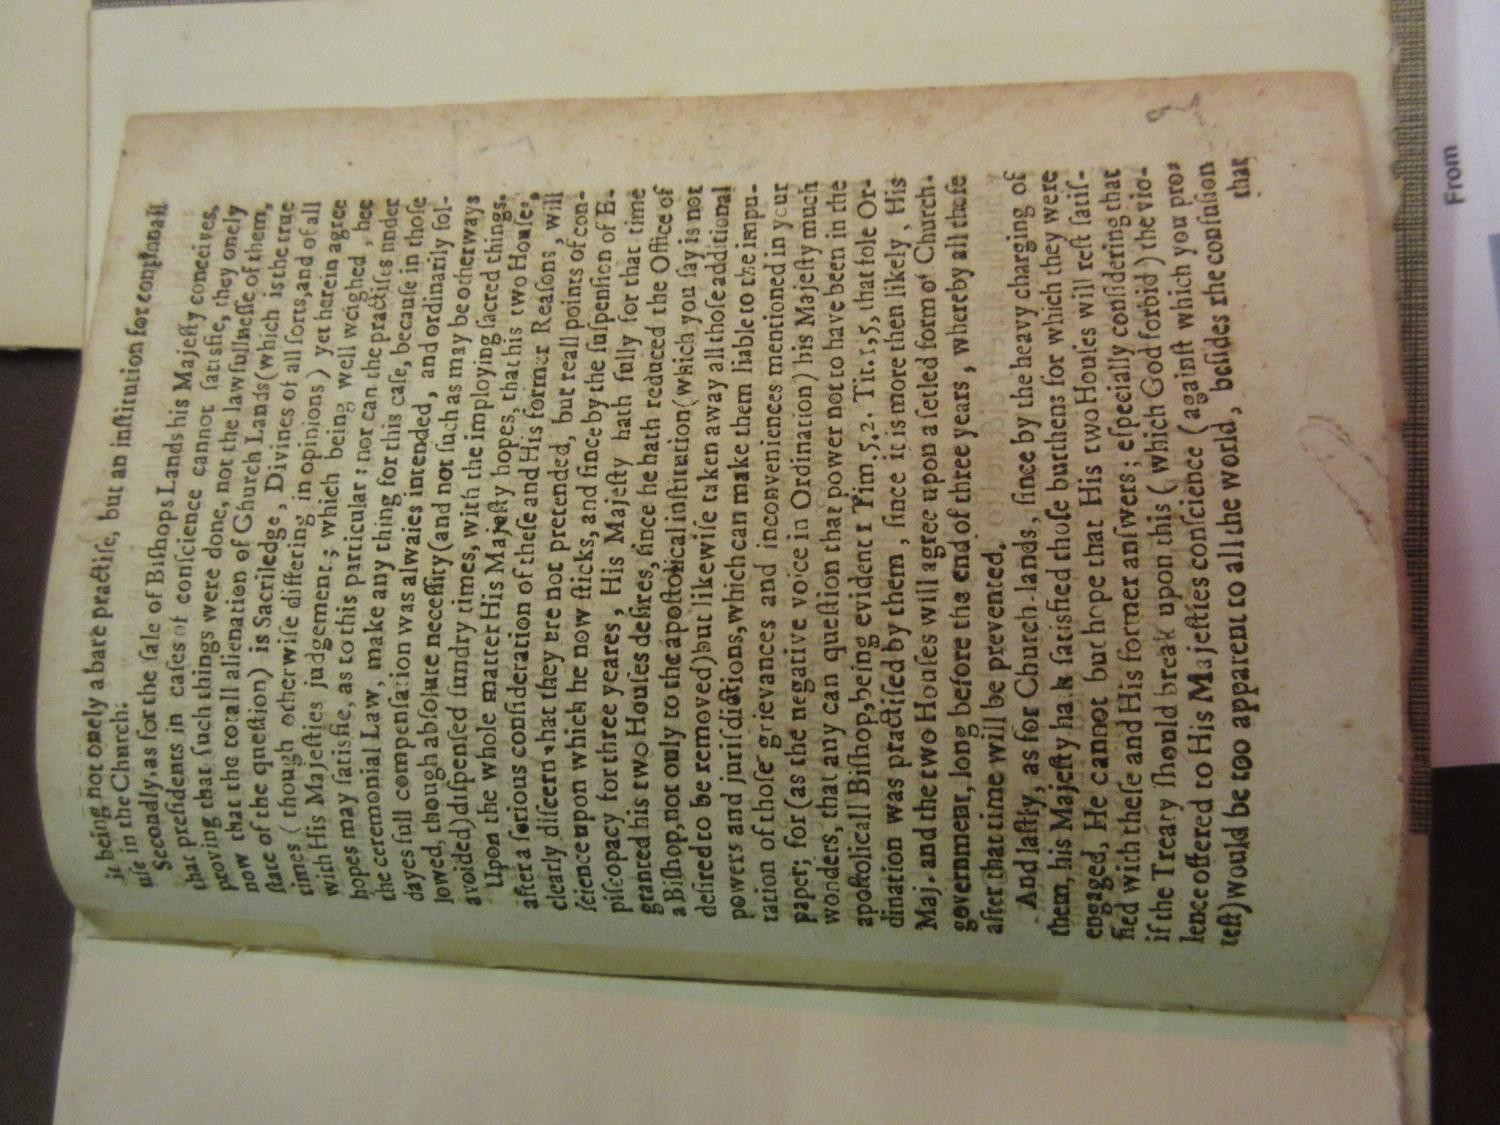 it being not onely a bare practise, but an institution for continuall
use in the Church.
Secondly, as for the sale of Bishops Lands his Majesty conceives,
that presidents in cases of conscience cannot satisfie, they onely
proving that such things were done, not the lawfullnesse of them,
now that the totall alienation of Church Lands (which is the true
state of the question) is Sacriledge, Divines of all sorts, and of all
times (though otherwise differing in opinions) yet herein agree
with His Majesties judgement; which being well weighed, hee
hopes may satisfie, as to this particular: nor can the practises under
the ceremonial Law, make any thing for this case, because in those
dayes full compensation was alwaies intended, and ordinarily fol-
lowed, though absolute necessity (and not such as may be otherways
avoided) dispensed sundry times, with the imploying sacred things.
Upon the whole matter His Majesty hopes, that his two Houses,
after a serious consideration of these and His former Reasons, will
clearly discern that they are not pretended, but reall points of con-
science upon which he now sticks, and since by the suspension of E-
piscopacy for three yeares, His Majesty hath fully for that time
granted his two Houses desires, since he hath reduced the Office of
a Bishop, not only to the apostolical institution (which you say is not
desired to be removed) but likewise taken away all those additional
powers and jurisdictions, which can make them liable to the impu-
tation of those grievances and inconveniences mentioned in your
paper; for (as the negative voice in Ordination) his Majesty much
wonders, that any can question that power not to have been in the
apostolicall Bishop, being evident 1 Tim. 5. 2. Tit. 1, 5, that sole Or-
dination was practised by them, since it is more then likely, His
Maj. and the two Houses will agree upon a setled form of Church-
government, long before the end of three years, whereby all these
after that time will be prevented.
And lastly, as for Church-lands, since by the heavy charging of
them, his Majesty hath satisfied those burthens for which they were
engaged, He cannot but hope that His two Houses will rest satis-
fied with these and His former answers; especially considering that
if the Treaty should break upon this (which God forbid) the vio-
lence offered to His Majesties conscience (against which you pro-
test) would be too apparent to all the world, besides the confusion
that
From